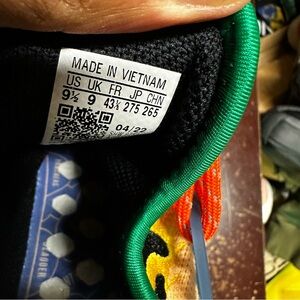 MADE IN VIETNAM
US UK FR JP CHN
9½ 9 43⅓ 275 265
04/22